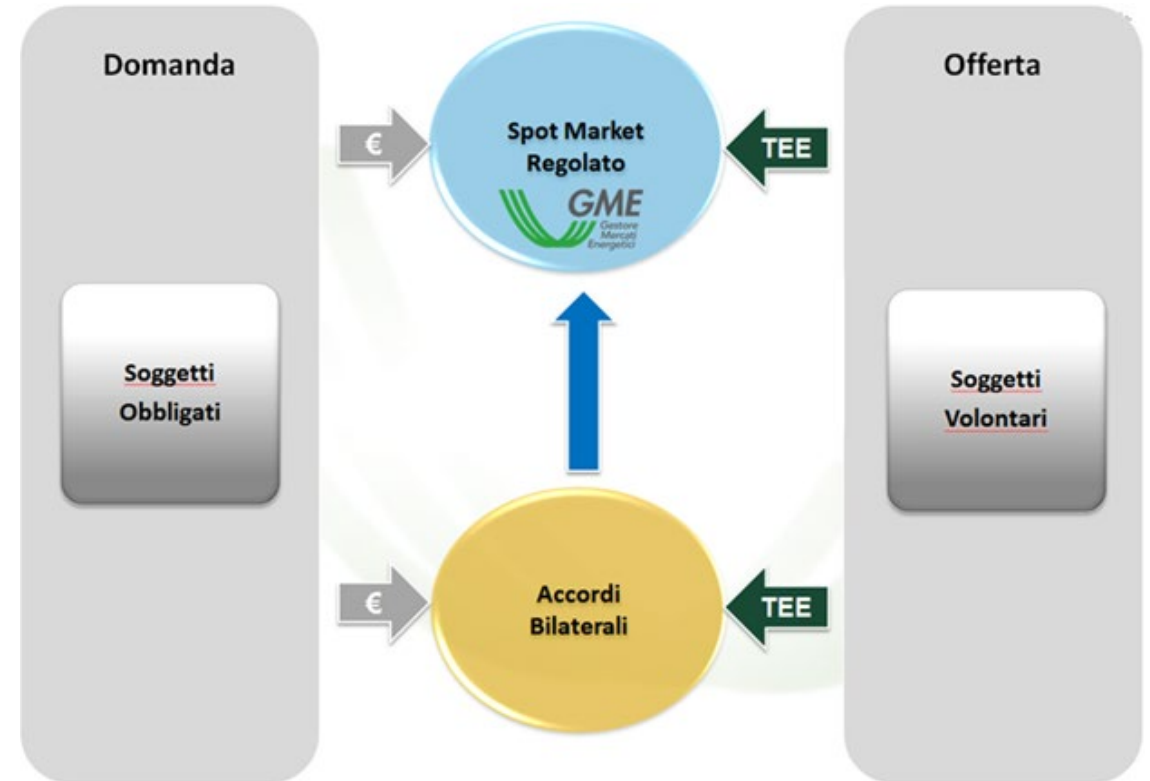 Domanda
Offerta
€
Spot Market
Regolato
GME
Gestore
Mercati
Energetici
TEE
Soggetti
Obbligati
Soggetti
Volontari
€
Accordi
Bilaterali
TEE